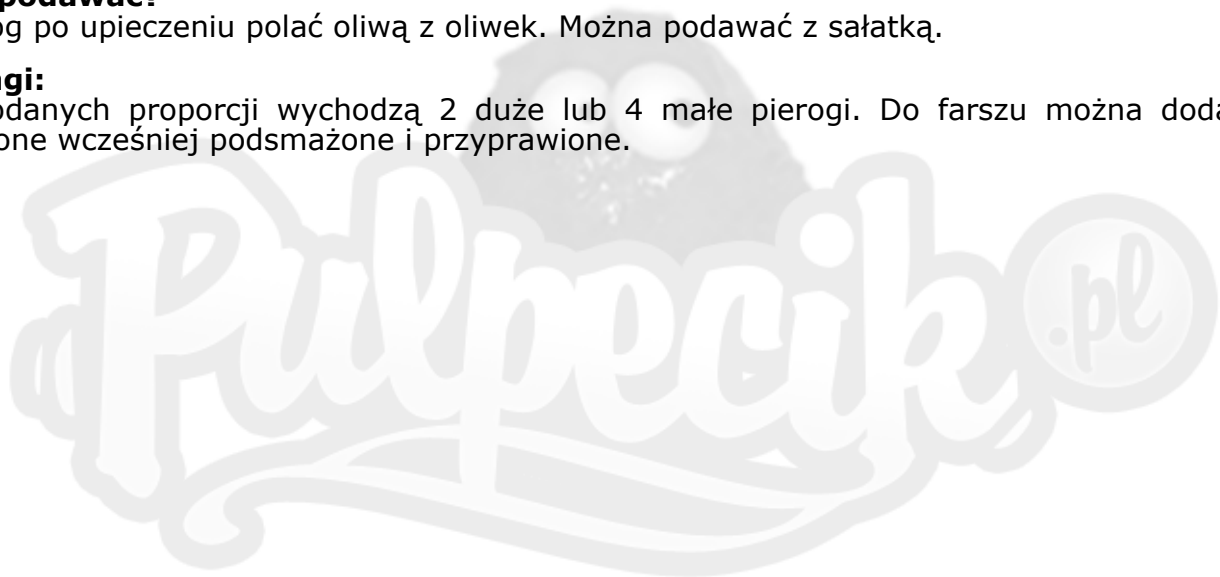 podawać?
óg po upieczeniu polać oliwą z oliwek. Można podawać z sałatką.
gi:
odanych proporcji wychodzą 2 duże lub 4 małe pierogi. Do farszu można doda
one wcześniej podsmażone i przyprawione.
Pulpecik.pl